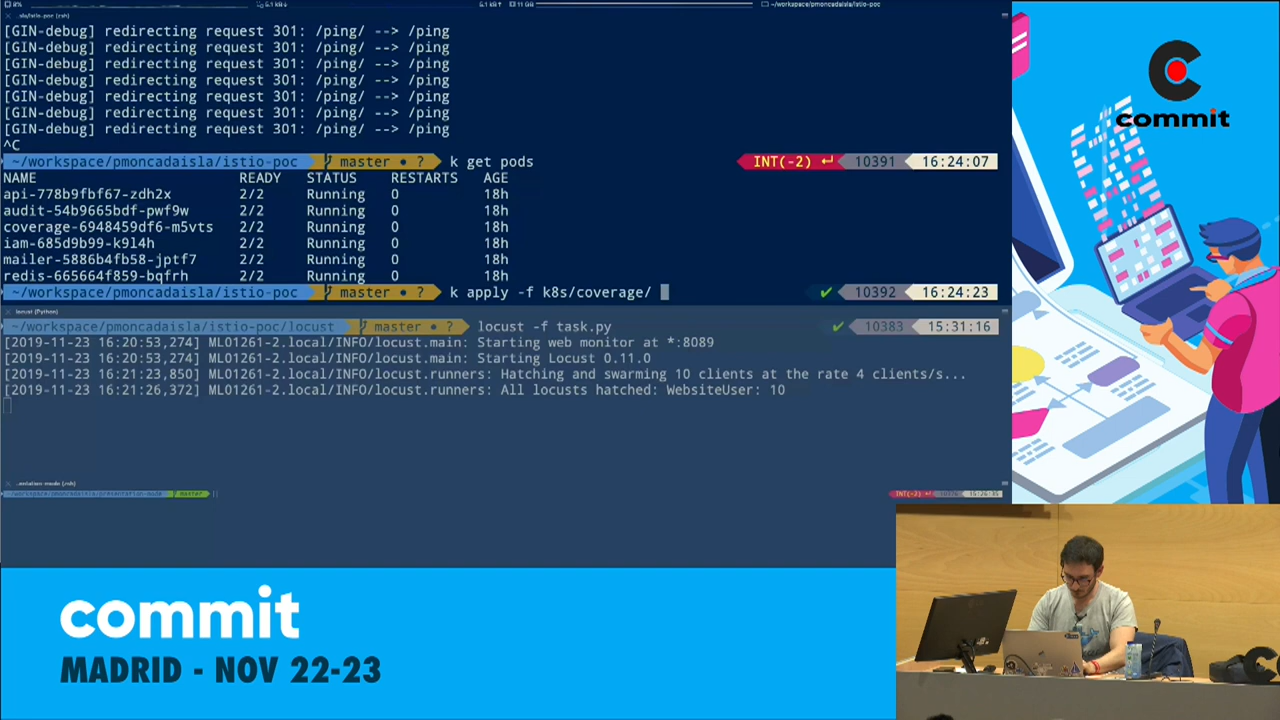 ~/workspace/pmoncadaisla/istio-poc
[GIN-debug] redirecting request 301: /ping/ --> /ping
[GIN-debug] redirecting request 301: /ping/ --> /ping
[GIN-debug] redirecting request 301: /ping/ --> /ping
[GIN-debug] redirecting request 301: /ping/ --> /ping
[GIN-debug] redirecting request 301: /ping/ --> /ping
[GIN-debug] redirecting request 301: /ping/ --> /ping
[GIN-debug] redirecting request 301: /ping/ --> /ping
^C
~/workspace/pmoncadaisla/istio-poc master ● ? k get pods INT(-2) ↵ 10391 16:24:07
NAME READY STATUS RESTARTS AGE
api-778b9fbf67-zdh2x 2/2 Running 0 18h
audit-54b9665bdf-pwf9w 2/2 Running 0 18h
coverage-6948459df6-m5vts 2/2 Running 0 18h
iam-685d9b99-k9l4h 2/2 Running 0 18h
mailer-5886b4fb58-jptf7 2/2 Running 0 18h
redis-665664f859-bqfrh 2/2 Running 0 18h
~/workspace/pmoncadaisla/istio-poc master ● ? k apply -f k8s/coverage/ ✔ 10392 16:24:23
locust (Python)
~/workspace/pmoncadaisla/istio-poc/locust master ● ? locust -f task.py ✔ 10383 15:31:16
[2019-11-23 16:20:53,274] ML01261-2.local/INFO/locust.main: Starting web monitor at *:8089
[2019-11-23 16:20:53,274] ML01261-2.local/INFO/locust.main: Starting Locust 0.11.0
[2019-11-23 16:21:23,850] ML01261-2.local/INFO/locust.runners: Hatching and swarming 10 clients at the rate 4 clients/s...
[2019-11-23 16:21:26,372] ML01261-2.local/INFO/locust.runners: All locusts hatched: WebsiteUser: 10
~/workspace/pmoncadaisla/presentation-mode master
commit
commit
MADRID - NOV 22-23